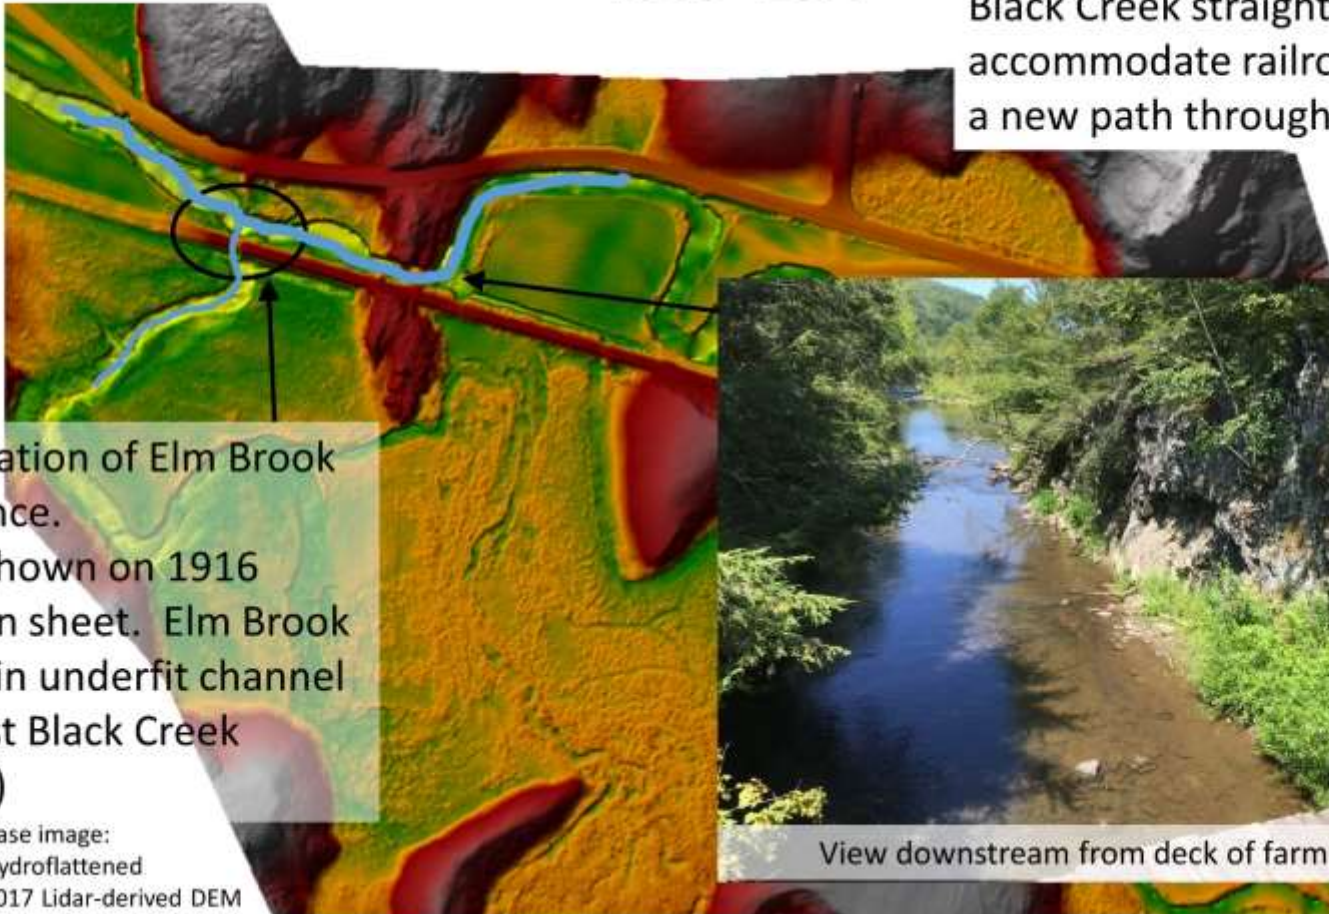 Black Creek straight
accommodate railro
a new path through
ation of Elm Brook
nce.
hown on 1916
n sheet. Elm Brook
in underfit channel
t Black Creek
)
ase image:
ydroflattened
017 Lidar-derived DEM
View downstream from deck of farm